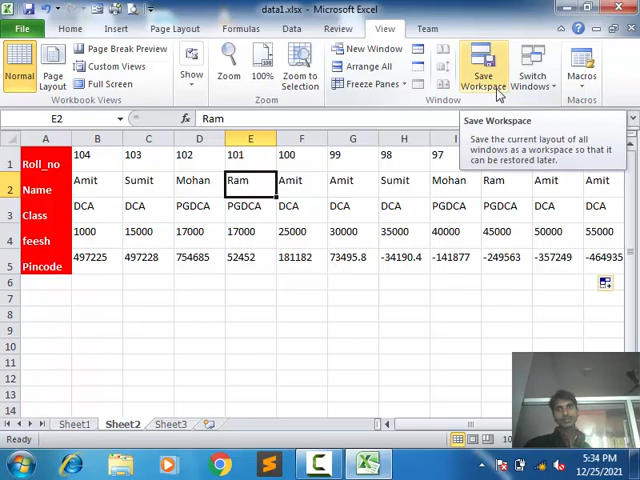 data1.xlsx - Microsoft Excel
File Home Insert Page Layout Formulas Data Review View Team
Normal Page Layout Page Break Preview Custom Views Full Screen
Workbook Views
Show
Zoom 100% Zoom to Selection
Zoom
New Window Arrange All Freeze Panes
Save Workspace Switch Windows
Window
Macros
Macros
E2 Ram
Save Workspace
Save the current layout of all
windows as a workspace so that it
can be restored later.
A B C D E F G H I
1 Roll_no 104 103 102 101 100 99 98 97
2 Name Amit Sumit Mohan Ram Amit Amit Sumit Mohan Ram Amit Amit
3 Class DCA DCA PGDCA PGDCA DCA DCA DCA PGDCA PGDCA DCA DCA
4 feesh 1000 15000 17000 17000 25000 30000 35000 40000 45000 50000 55000
5 Pincode 497225 497228 754685 52452 181182 73495.8 -34190.4 -141877 -249563 -357249 -464935
6
7
8
9
10
11
12
13
14
Sheet1 Sheet2 Sheet3
Ready
5:34 PM
12/25/2021